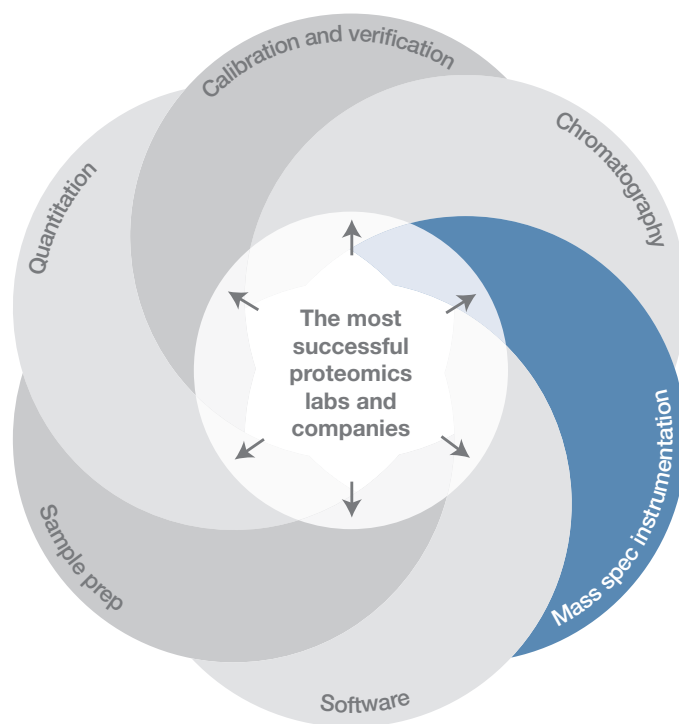 Calibration and verification
Chromatography
Quantitation
The most
successful
proteomics
labs and
companies
Mass spec instrumentation
Sample prep
Software